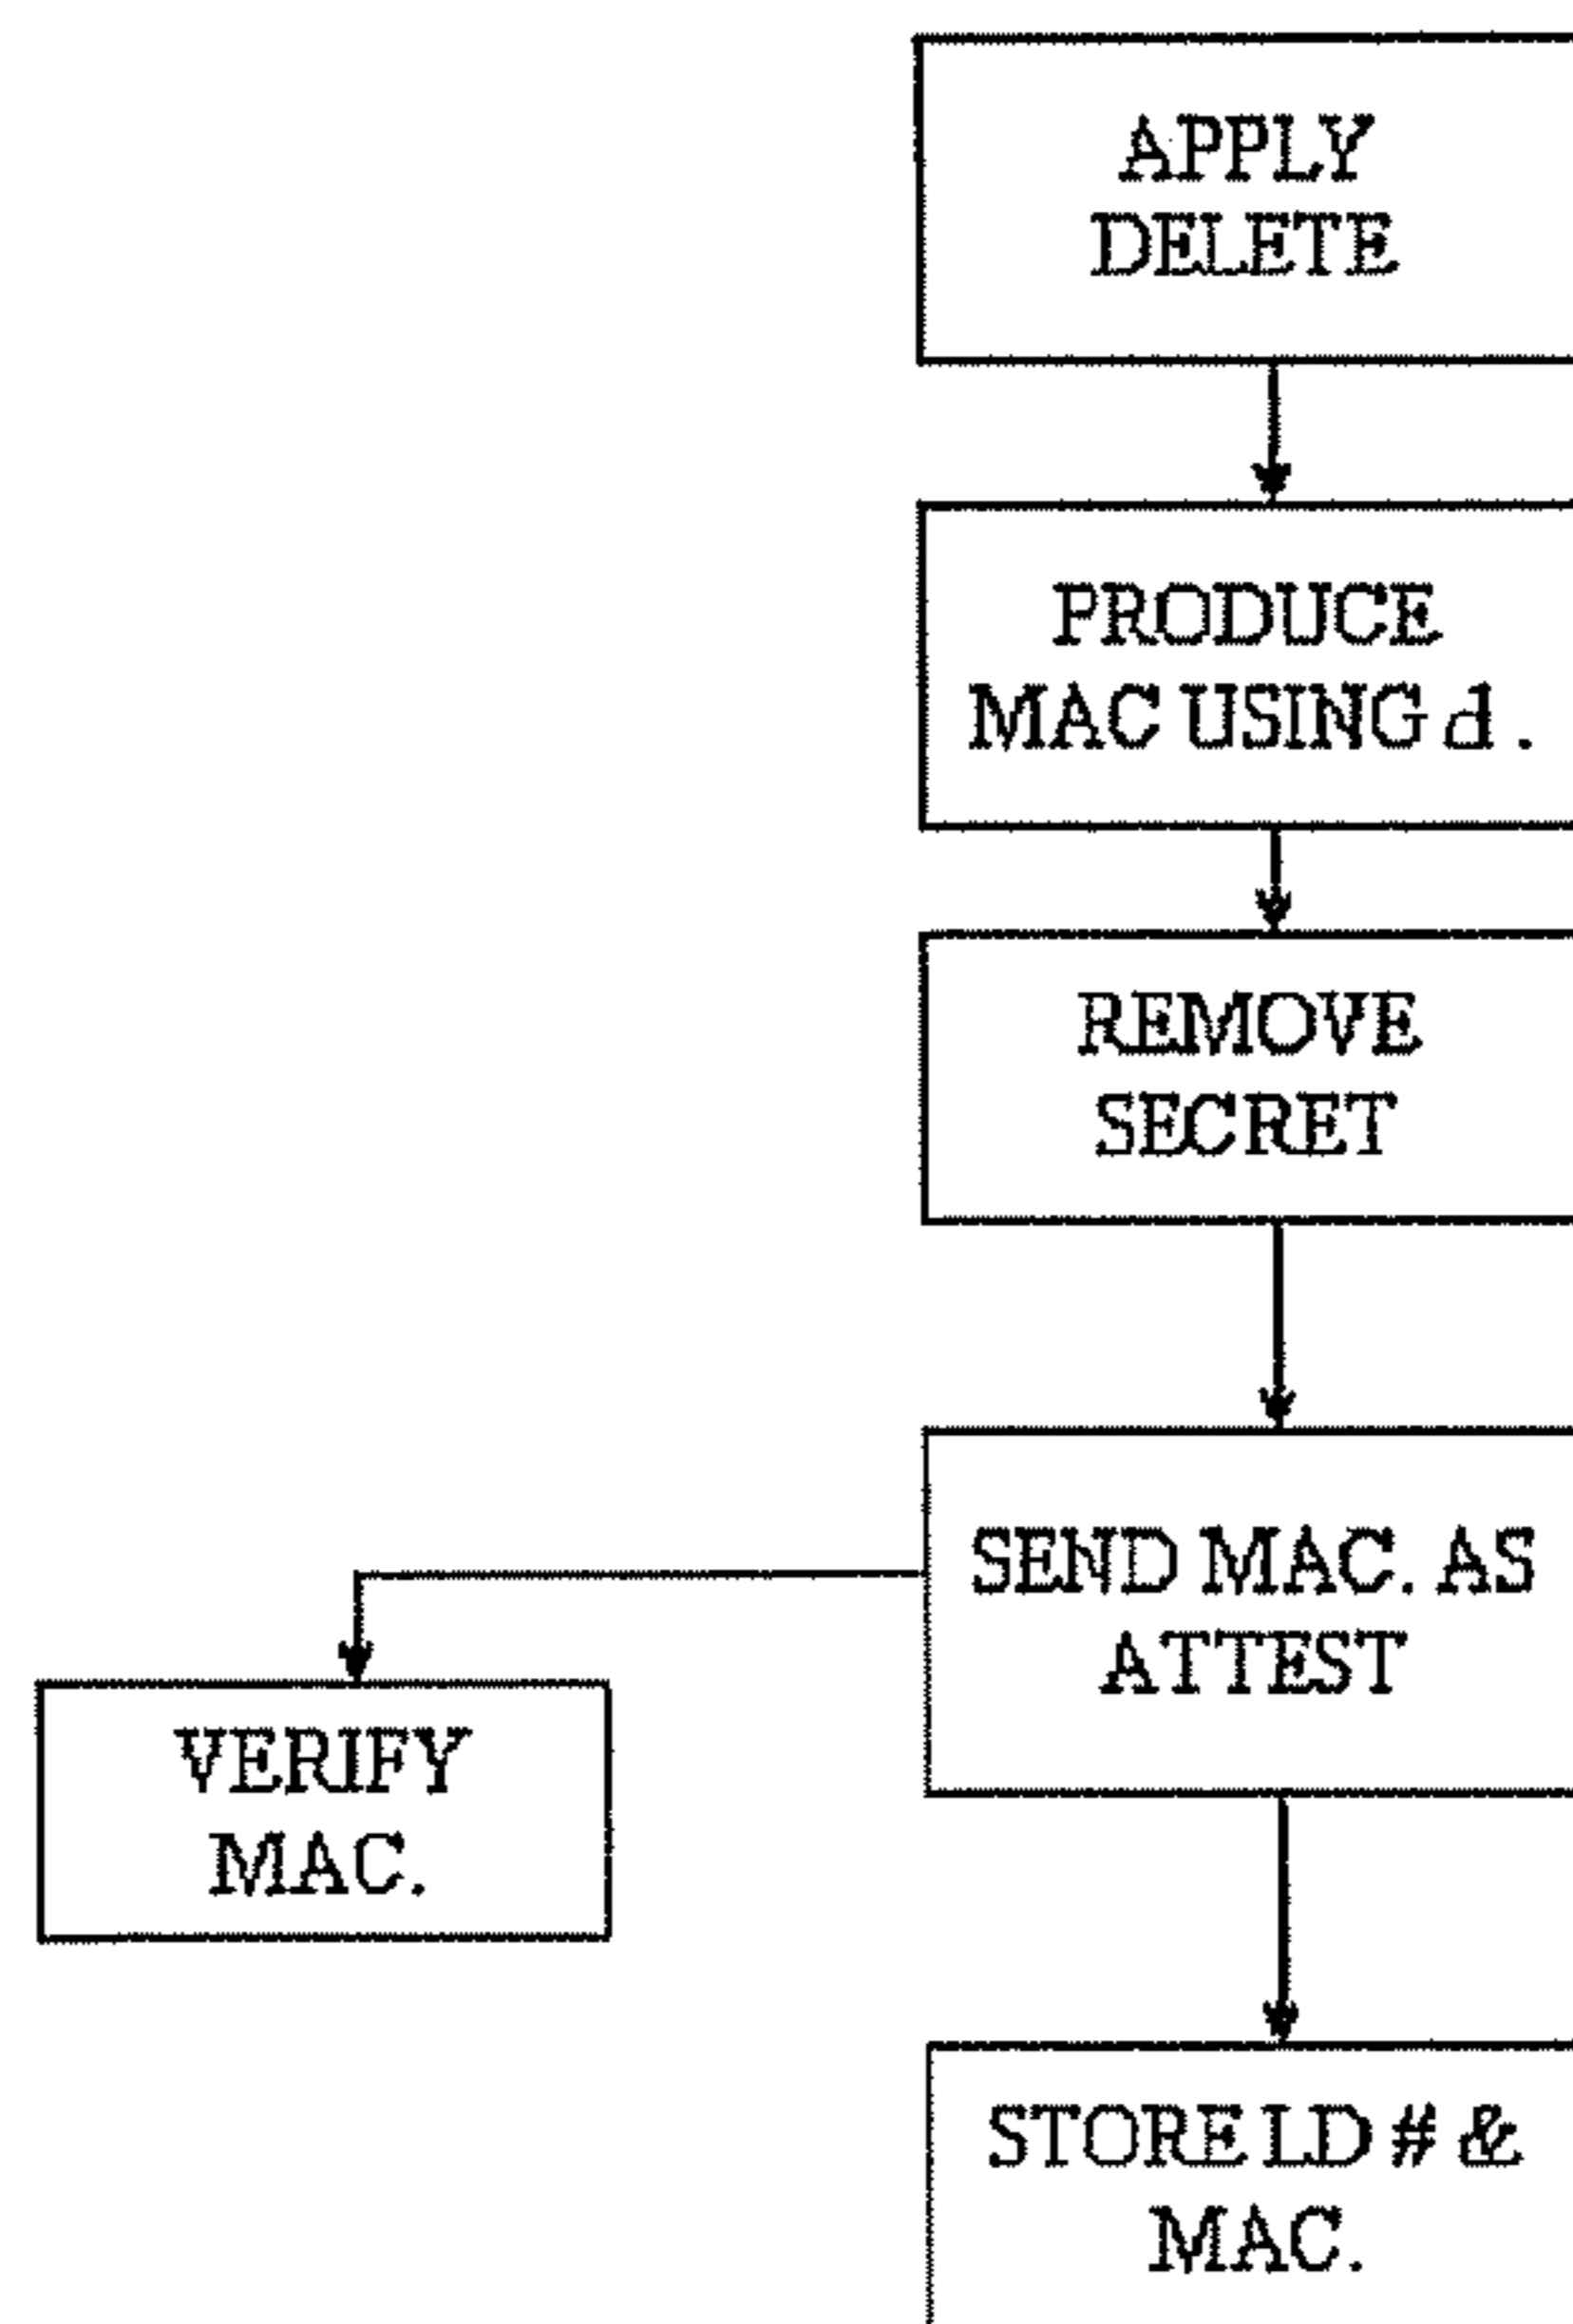 APPLY
DELETE
PRODUCE
MAC USING d .
REMOVE
SECRET
SEND MAC. AS
ATTEST
VERIFY
MAC.
STORE LD # &
MAC.